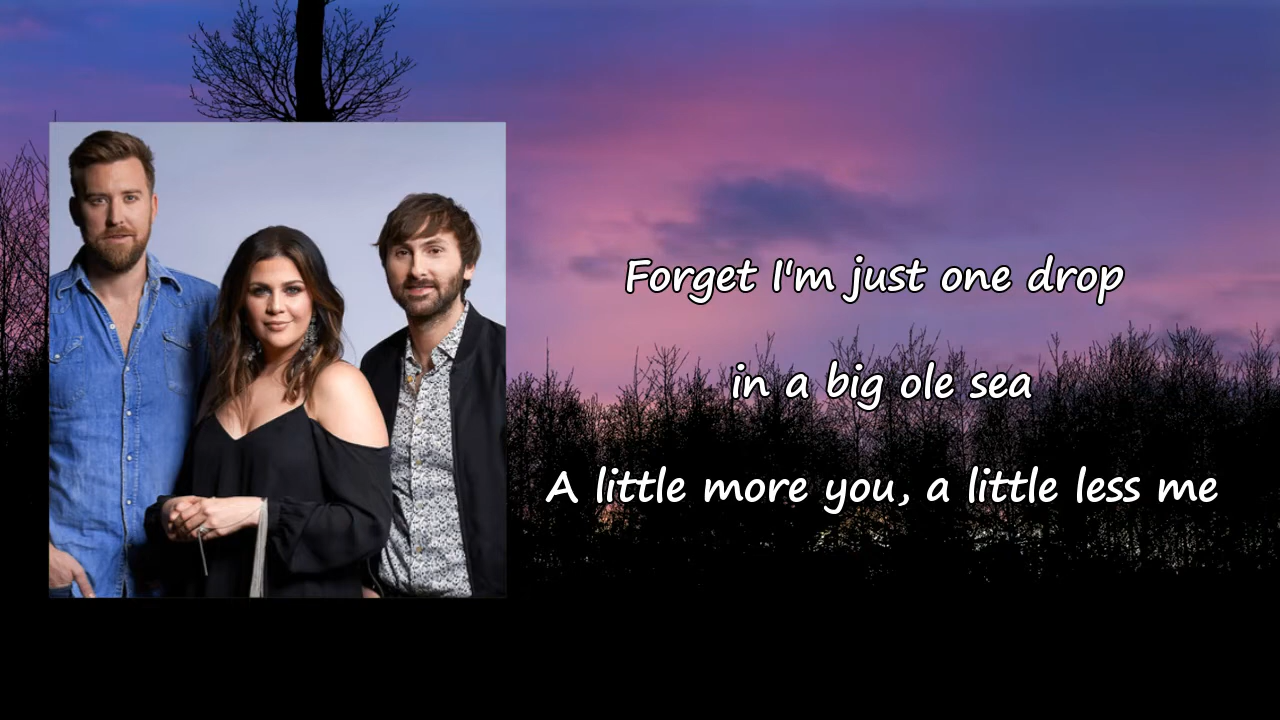 Forget I'm just one drop
in a big ole sea
A little more you, a little less me